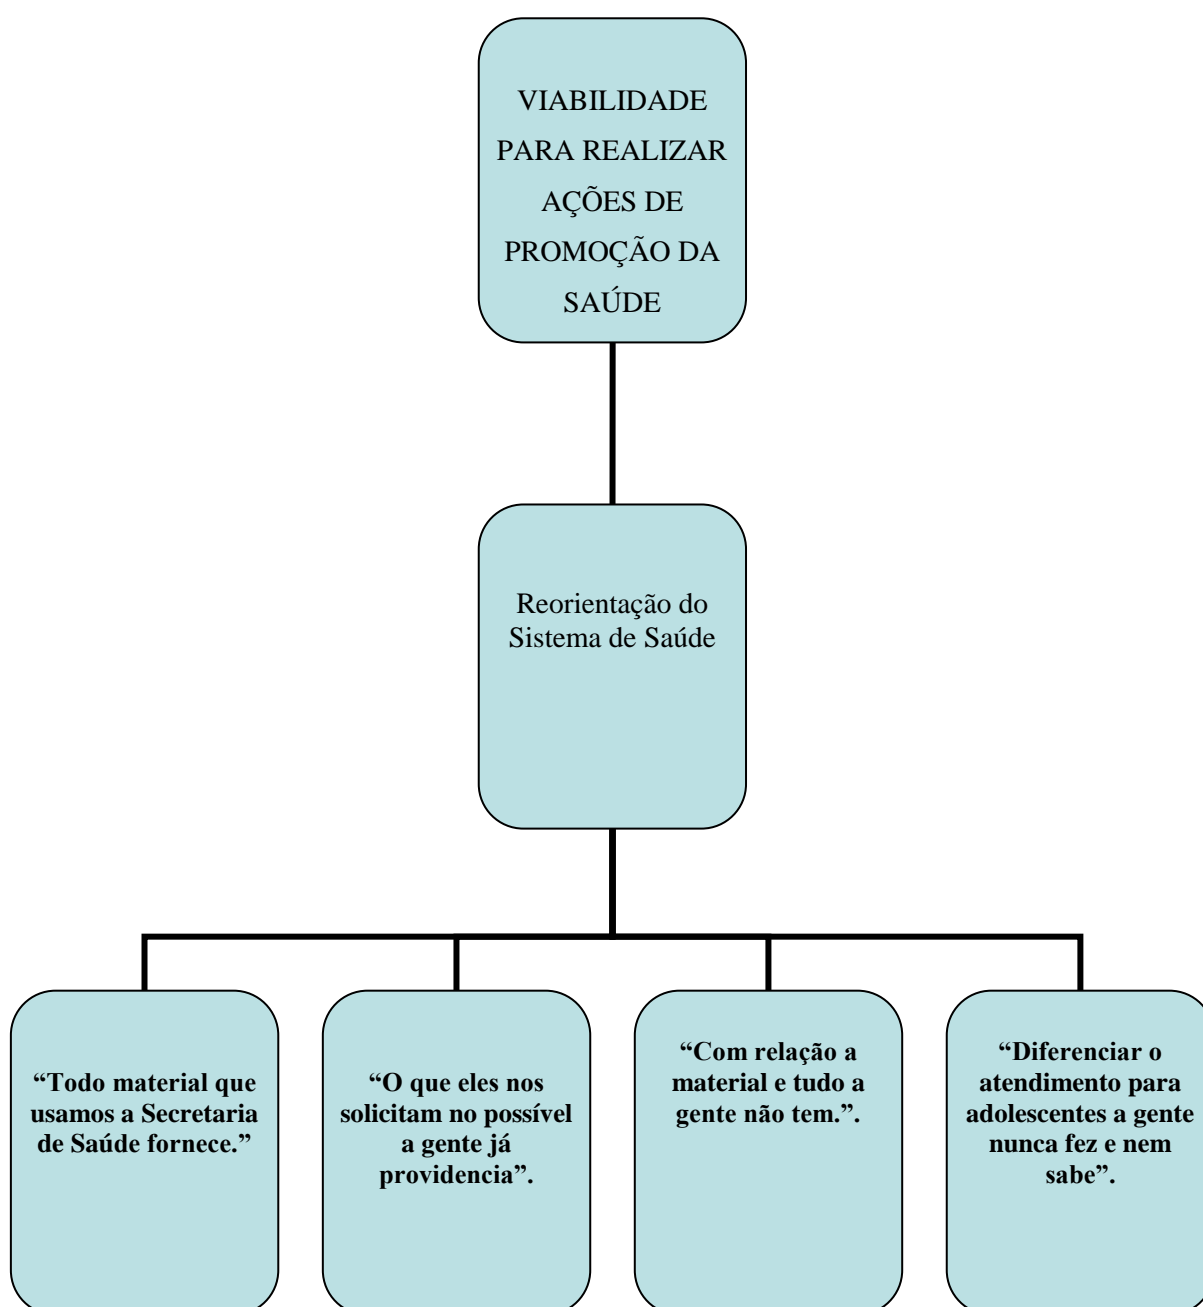 VIABILIDADE
PARA REALIZAR
AÇÕES DE
PROMOÇÃO DA
SAÚDE
Reorientação do
Sistema de Saúde
“Todo material que
usamos a Secretaria
de Saúde fornece.”
“O que eles nos
solicitam no possível
a gente já
providencia”.
“Com relação a
material e tudo a
gente não tem.”.
“Diferenciar o
atendimento para
adolescentes a gente
nunca fez e nem
sabe”.